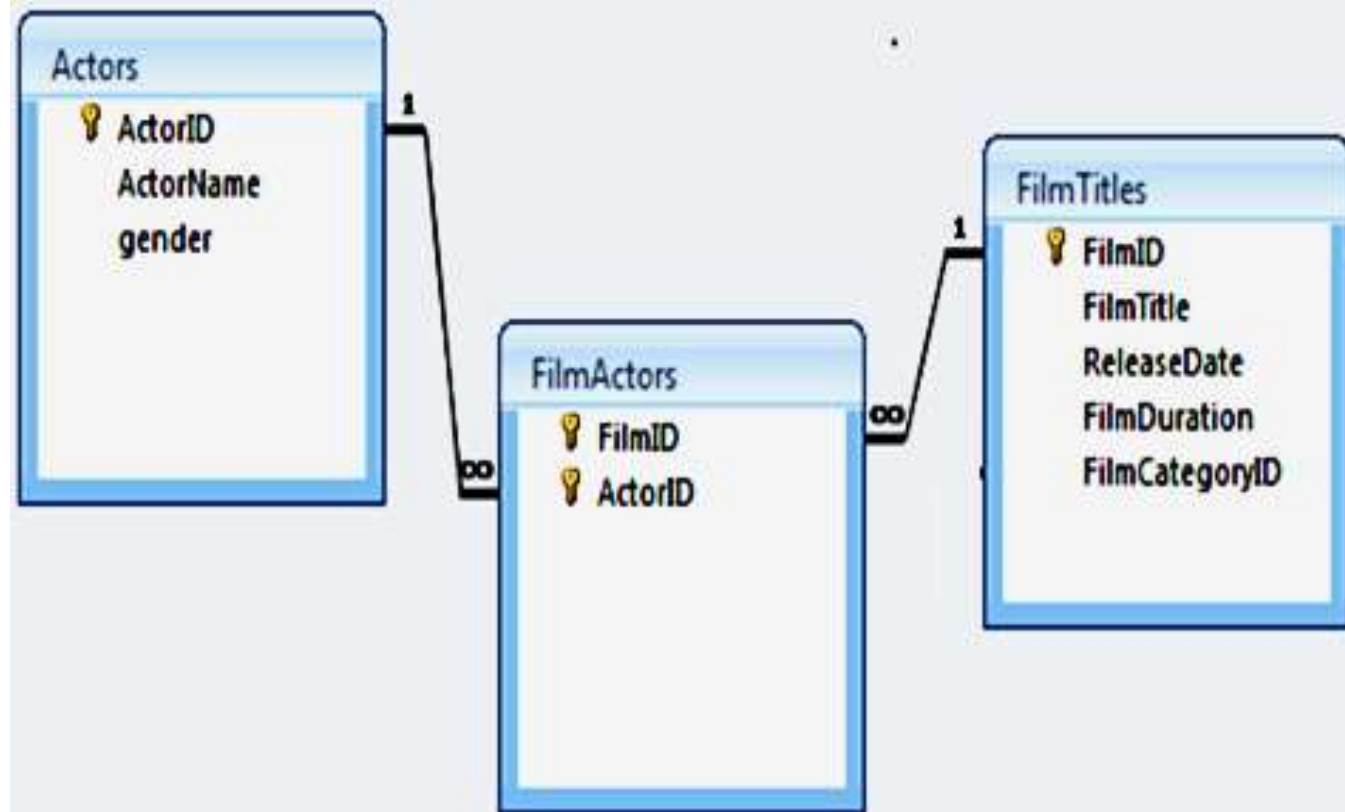 Actors
ActorID
ActorName
gender
1
∞
FilmActors
FilmID
ActorID
∞
1
FilmTitles
FilmID
FilmTitle
ReleaseDate
FilmDuration
FilmCategoryID